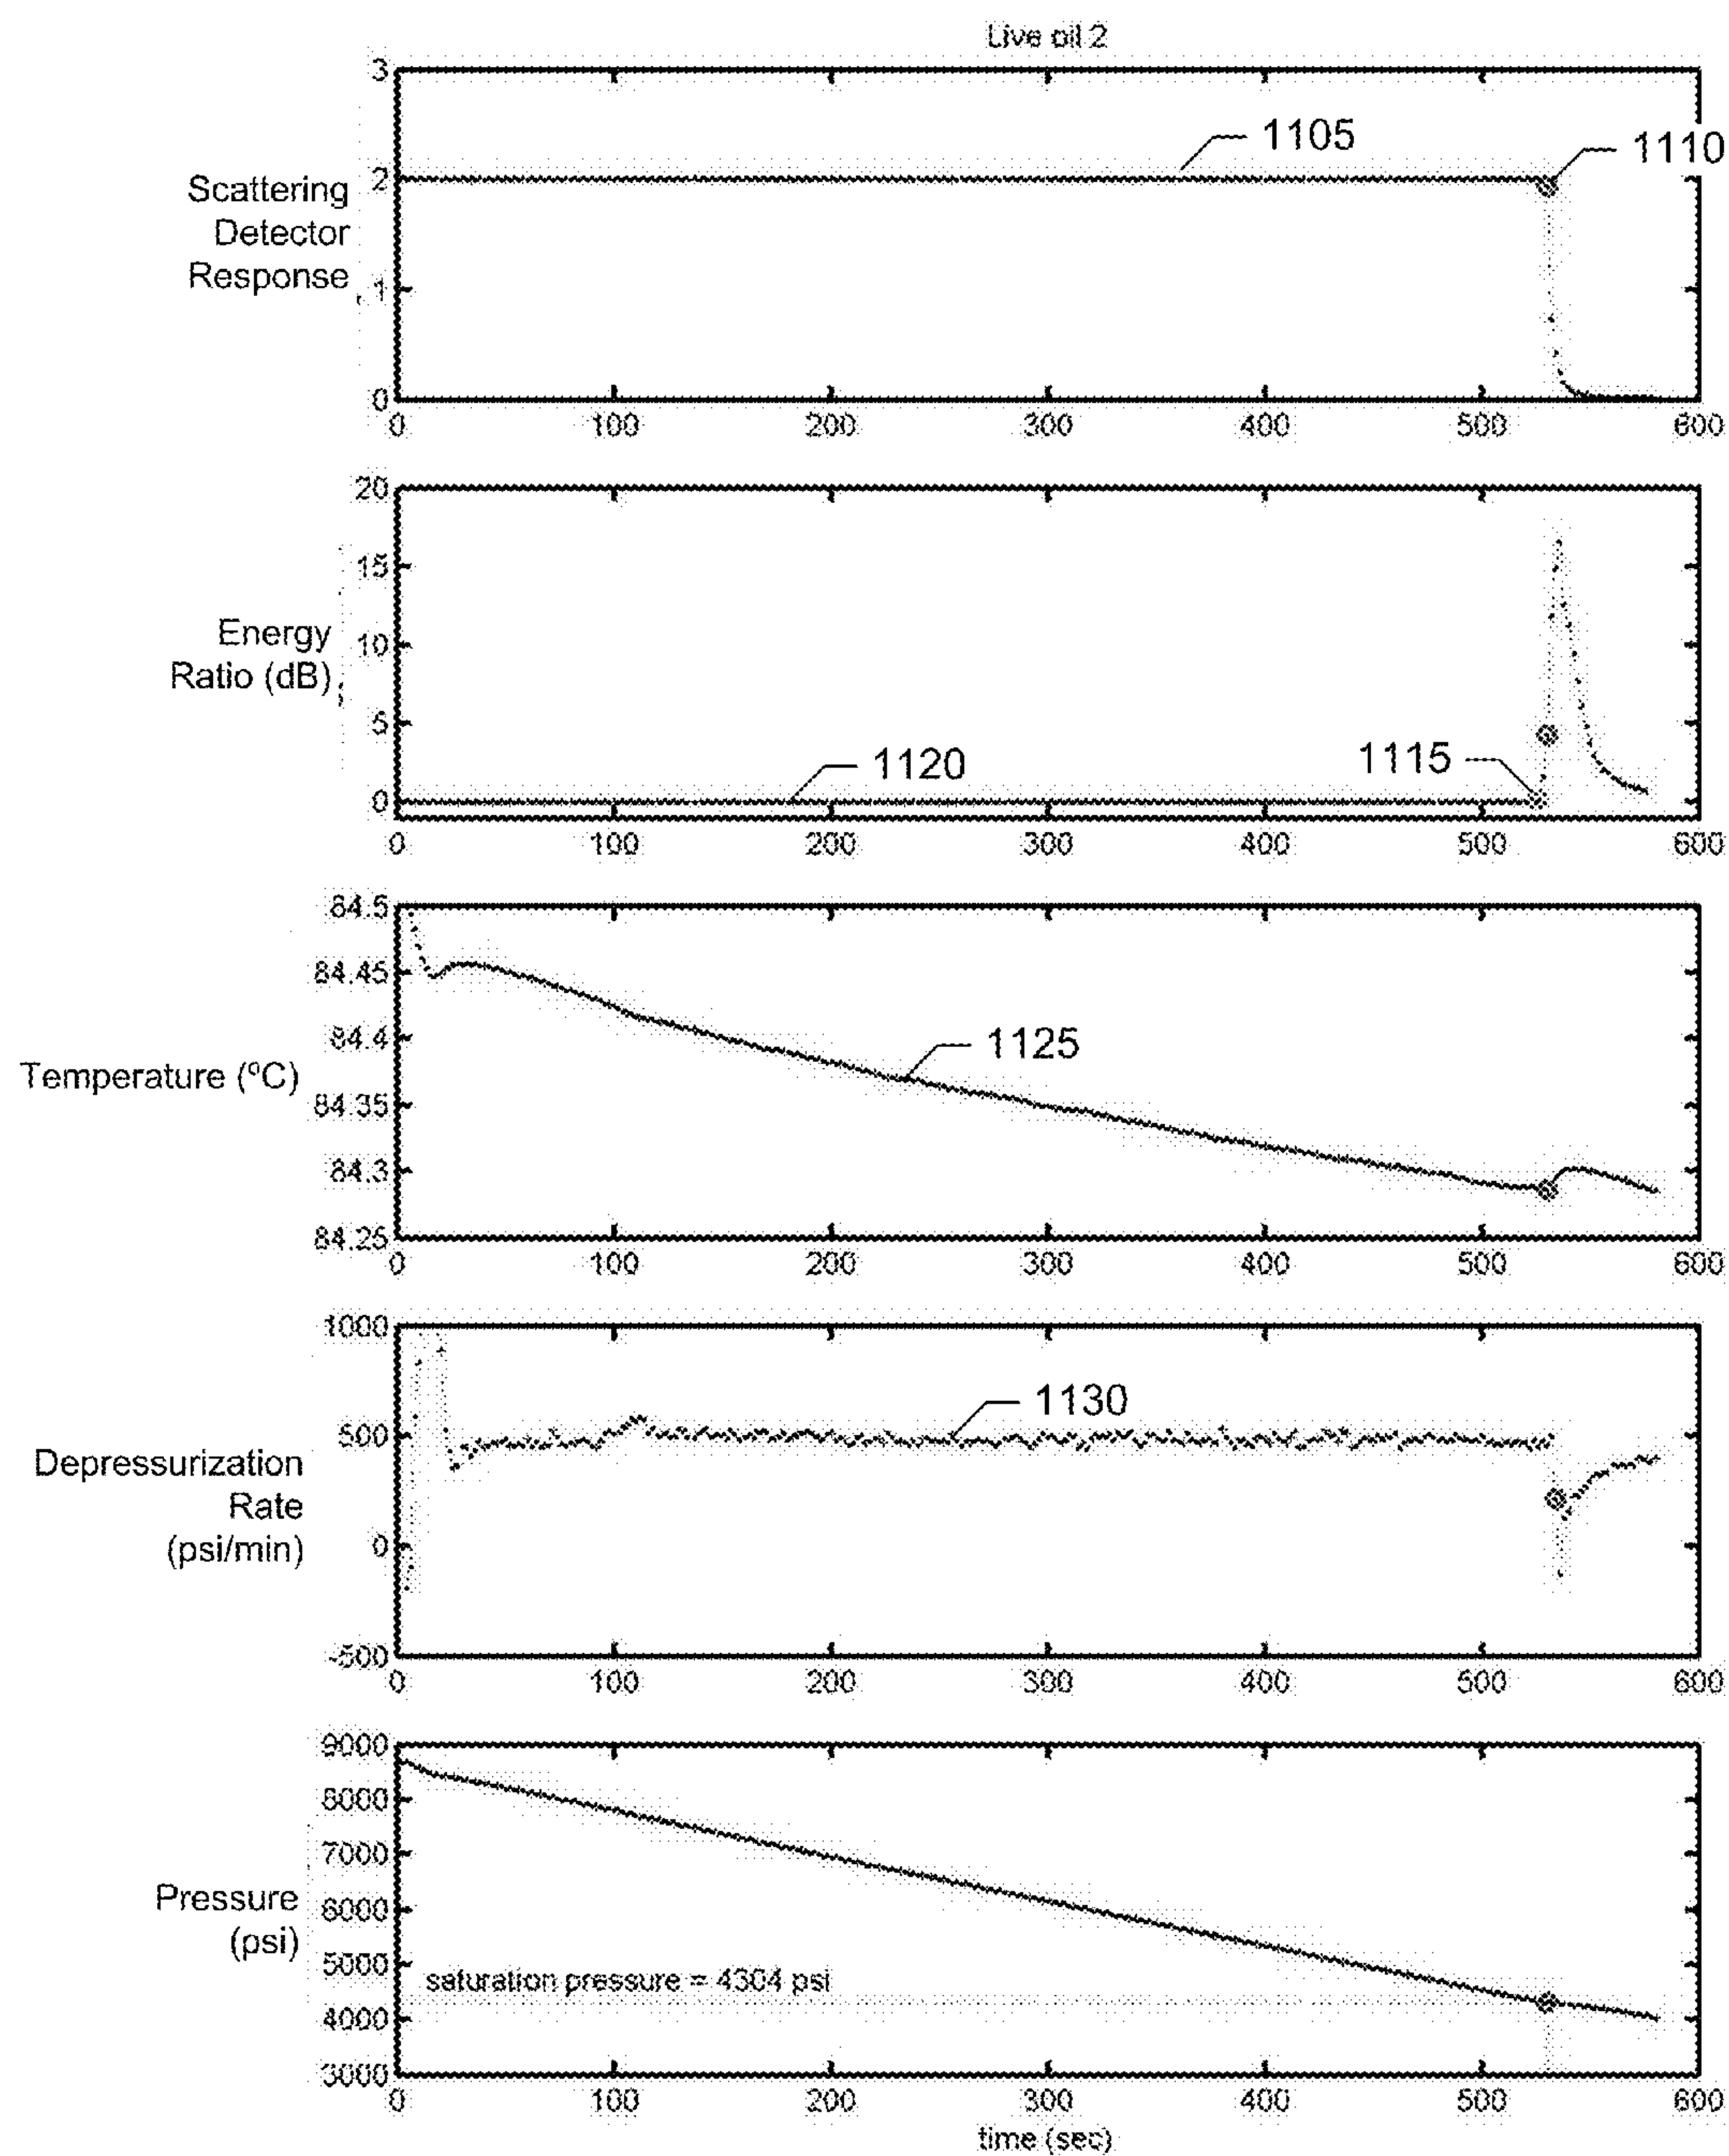 Live oil 2
3
1105
1110
2
Scattering
Detector
Response
1
0
0 100 200 300 400 500 600
20
15
Energy
Ratio (dB)
10
5
1120
1115
0
0 100 200 300 400 500 600
84.5
84.45
84.4
1125
Temperature (ºC)
84.35
84.3
84.25
0 100 200 300 400 500 600
1000
1130
500
Depressurization
Rate
(psi/min)
0
-500
0 100 200 300 400 500 600
9000
8000
7000
Pressure
(psi)
6000
5000
saturation pressure = 4304 psi
4000
3000
0 100 200 300 400 500 600
time (sec)